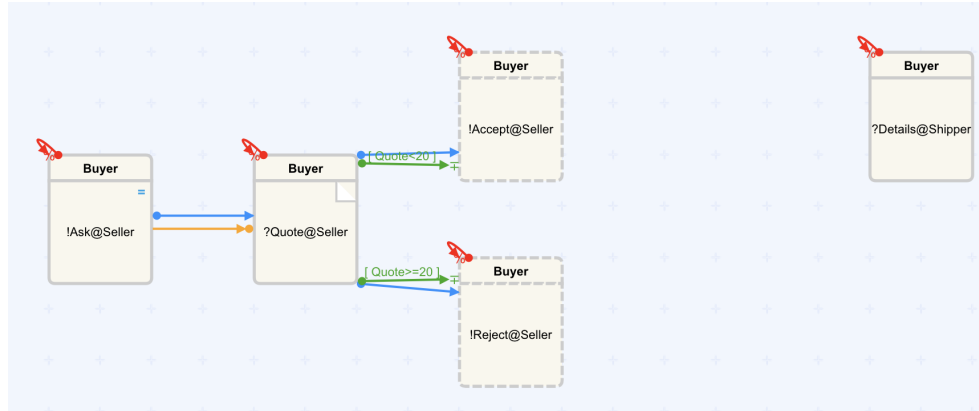 Buyer
!Accept@Seller
Buyer
?Details@Shipper
Buyer
=
!Ask@Seller
Buyer
?Quote@Seller
[ Quote<20 ]
[ Quote>=20 ]
Buyer
!Reject@Seller
%
%
%
%
%